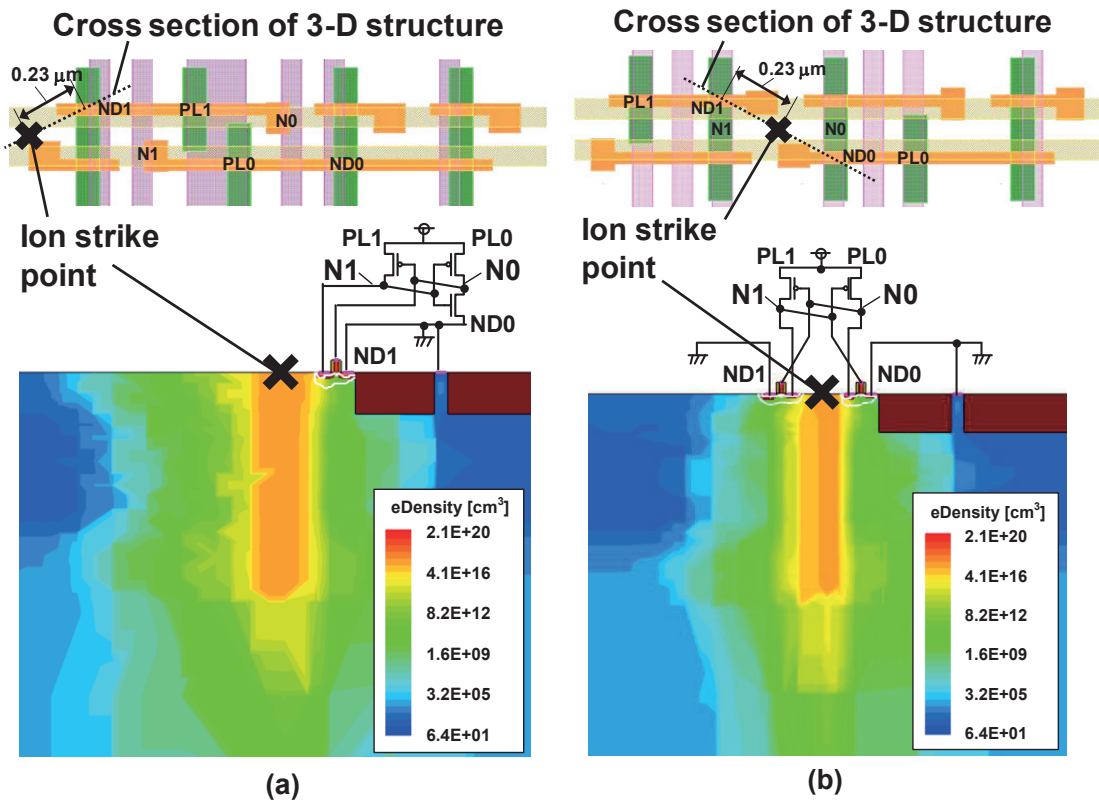 Cross section of 3-D structure
0.23 μm
ND1
PL1
N0
N1
PL0
ND0
Ion strike
point
PL1
PL0
N1
N0
ND0
ND1
eDensity [cm³]
2.1E+20
4.1E+16
8.2E+12
1.6E+09
3.2E+05
6.4E+01
(a)
Cross section of 3-D structure
0.23 μm
PL1
ND1
N1
N0
ND0
PL0
Ion strike
point
PL1
PL0
N1
N0
ND1
ND0
eDensity [cm³]
2.1E+20
4.1E+16
8.2E+12
1.6E+09
3.2E+05
6.4E+01
(b)